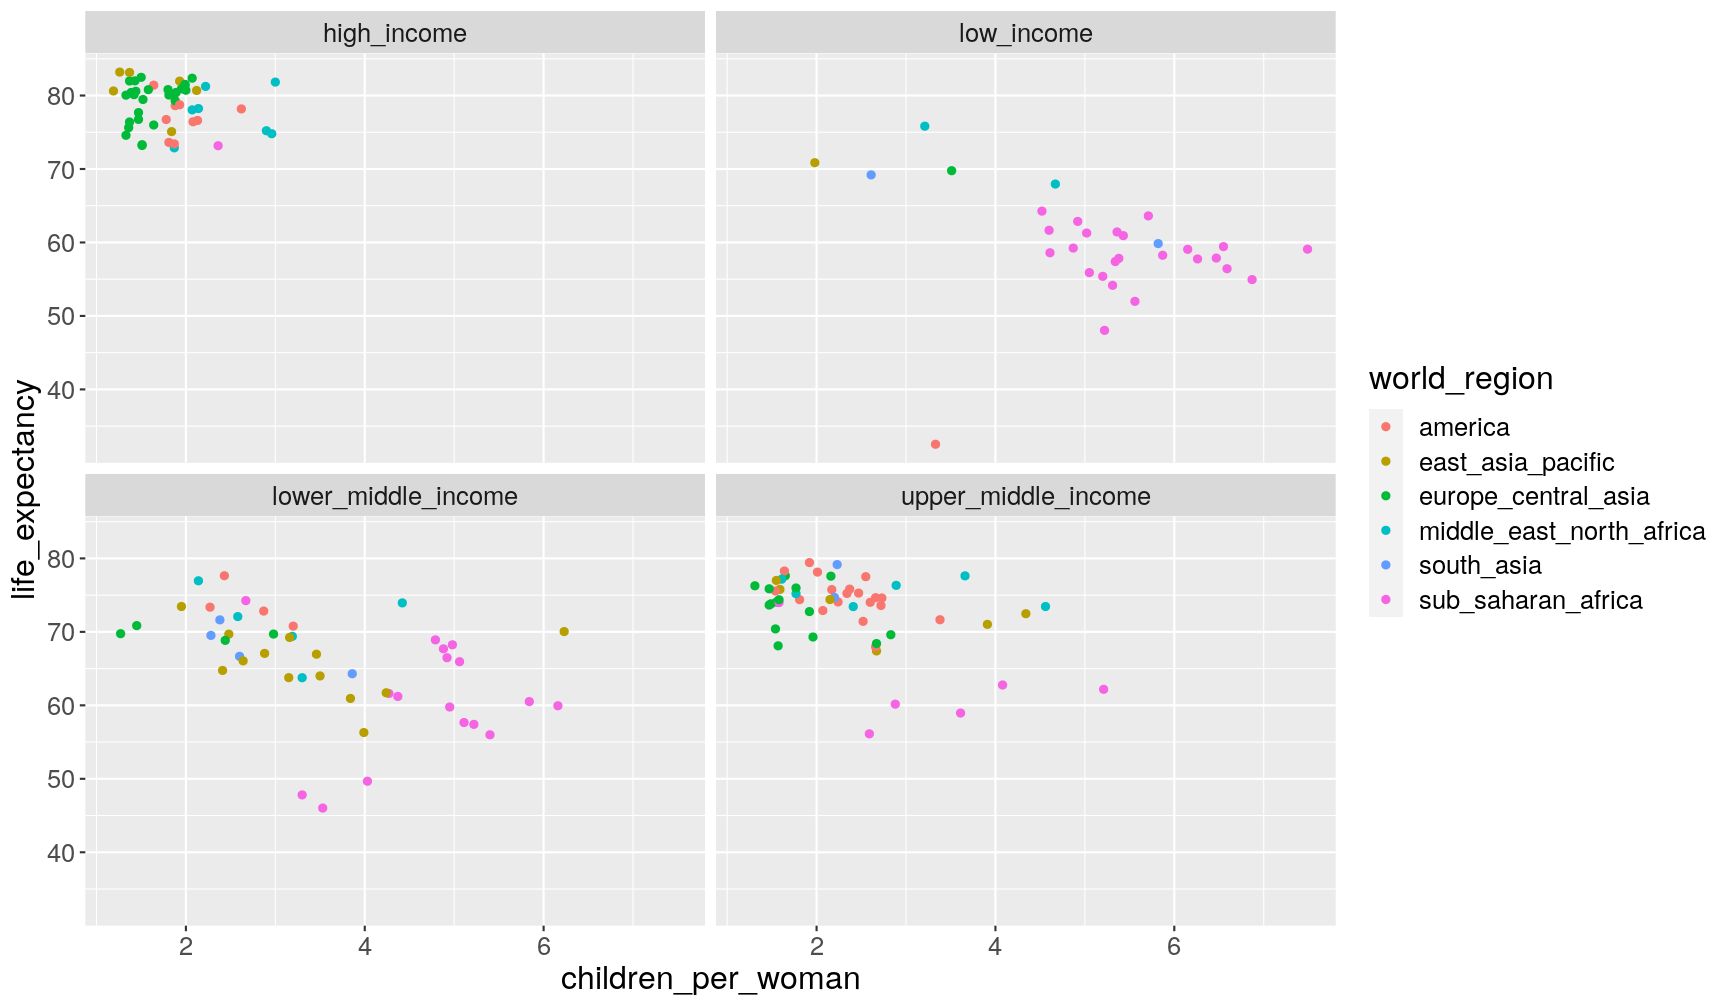 high_income
low_income
80
70
60
50
40
lower_middle_income
upper_middle_income
80
70
60
50
40
2
4
6
2
4
6
children_per_woman
life_expectancy
world_region
america
east_asia_pacific
europe_central_asia
middle_east_north_africa
south_asia
sub_saharan_africa